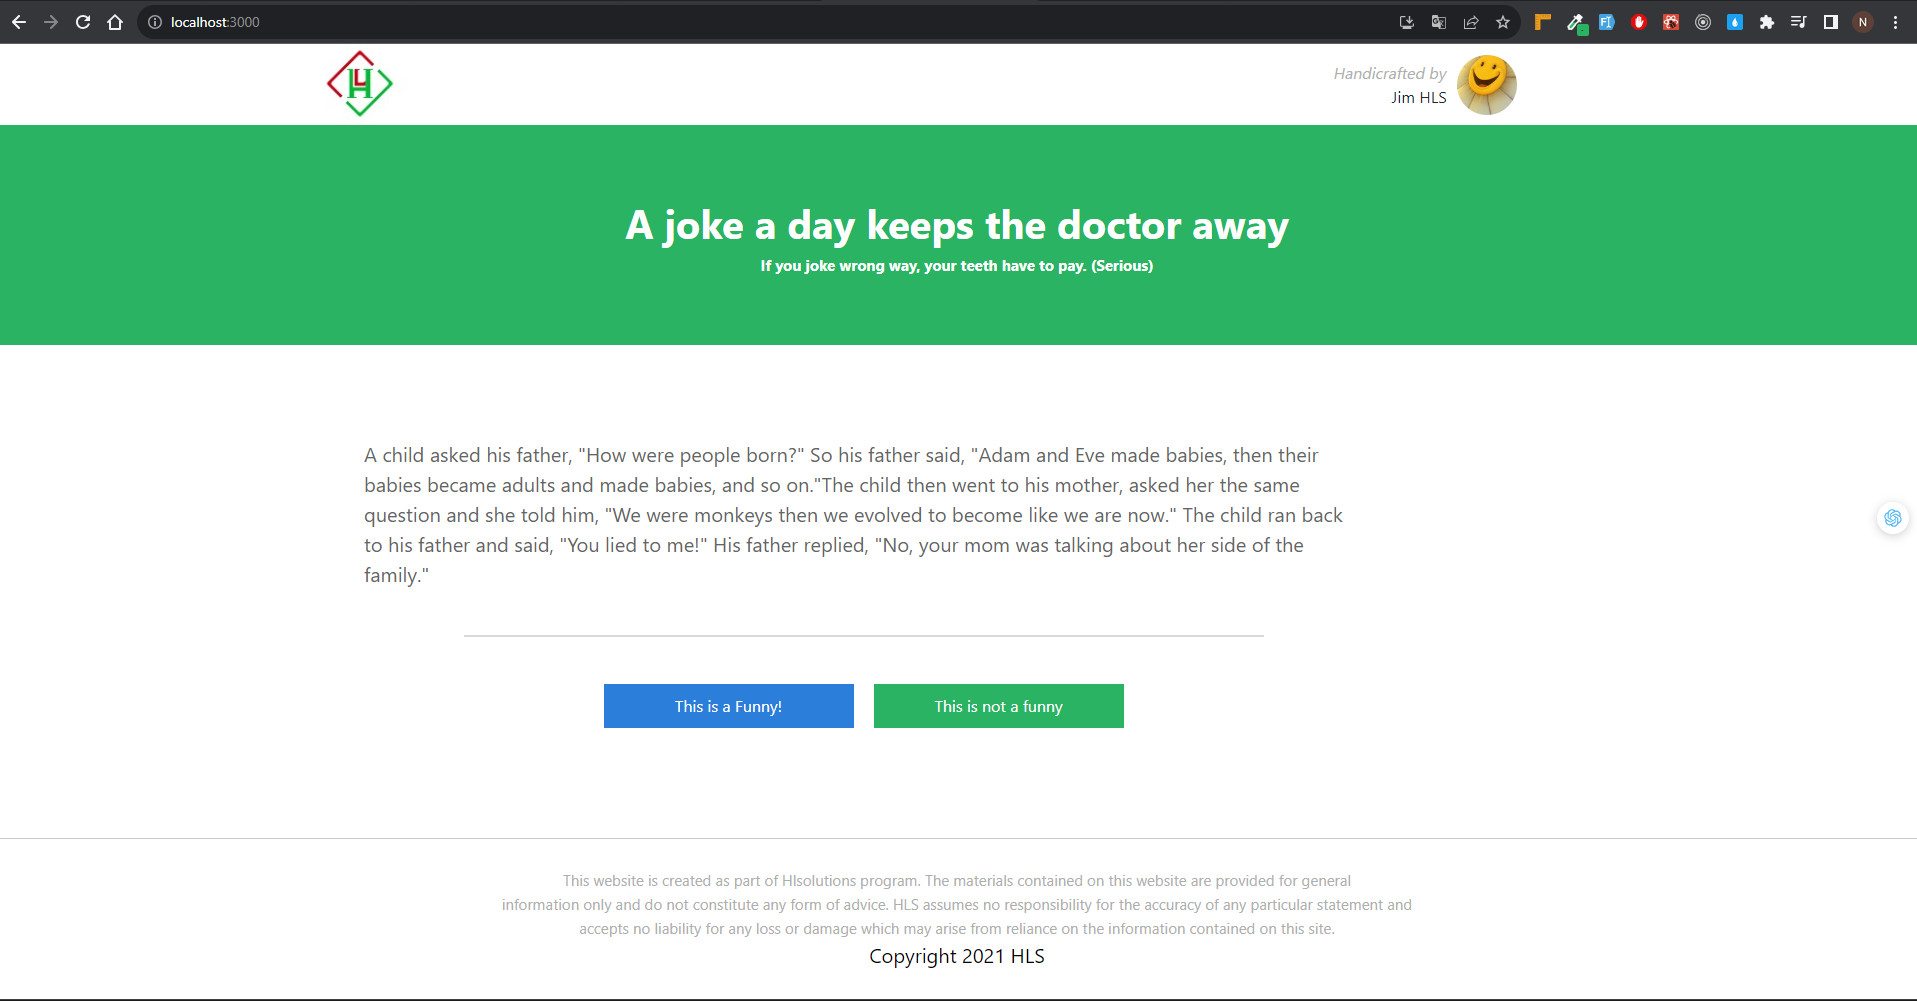 localhost:3000
N
H
Handicrafted by
Jim HLS
A joke a day keeps the doctor away
If you joke wrong way, your teeth have to pay. (Serious)
A child asked his father, "How were people born?" So his father said, "Adam and Eve made babies, then their
babies became adults and made babies, and so on."The child then went to his mother, asked her the same
question and she told him, "We were monkeys then we evolved to become like we are now." The child ran back
to his father and said, "You lied to me!" His father replied, "No, your mom was talking about her side of the
family."
This is a Funny!
This is not a funny
This website is created as part of Hlsolutions program. The materials contained on this website are provided for general
information only and do not constitute any form of advice. HLS assumes no responsibility for the accuracy of any particular statement and
accepts no liability for any loss or damage which may arise from reliance on the information contained on this site.
Copyright 2021 HLS